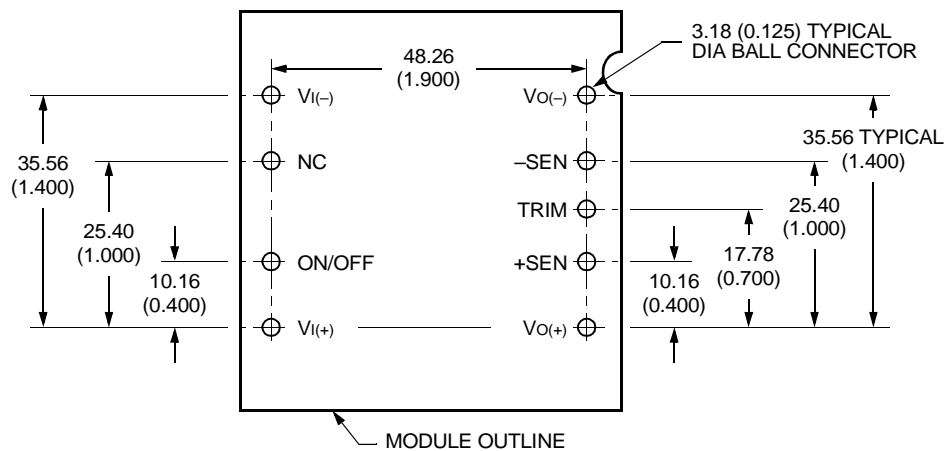 3.18 (0.125) TYPICAL
DIA BALL CONNECTOR
48.26
(1.900)
VI(–)
VO(–)
35.56 TYPICAL
(1.400)
35.56
(1.400)
NC
–SEN
TRIM
25.40
(1.000)
25.40
(1.000)
17.78
(0.700)
ON/OFF
+SEN
10.16
(0.400)
10.16
(0.400)
VI(+)
VO(+)
MODULE OUTLINE